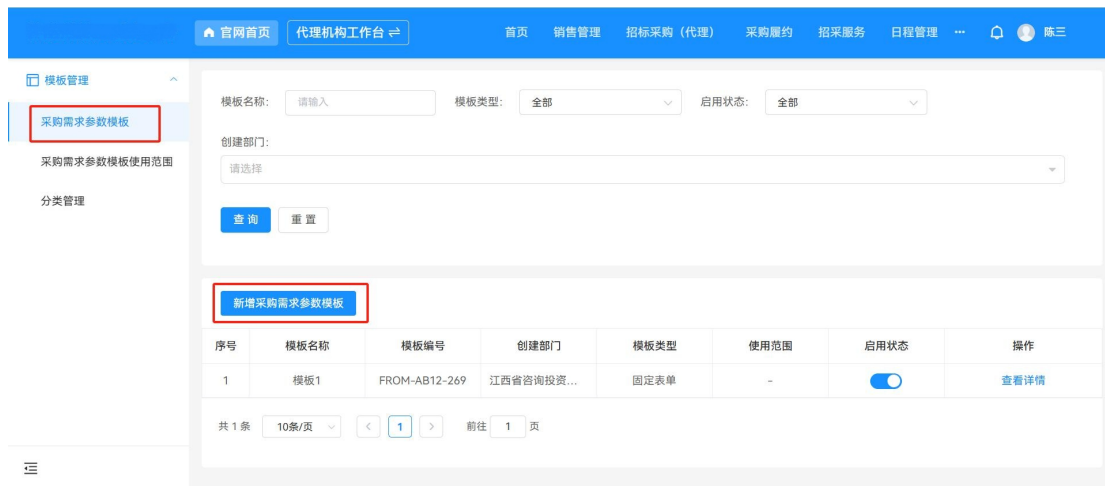 官网首页 代理机构工作台 ⇌ 首页 销售管理 招标采购（代理） 采购履约 招采服务 日程管理 ··· 陈三
模板管理
采购需求参数模板
采购需求参数模板使用范围
分类管理
模板名称: 请输入 模板类型: 全部 启用状态: 全部
创建部门:
请选择
查询 重置
新增采购需求参数模板
序号 模板名称 模板编号 创建部门 模板类型 使用范围 启用状态 操作
1 模板1 FROM-AB12-269 江西省咨询投资... 固定表单 - 查看详情
共 1 条 10条/页 < 1 > 前往 1 页